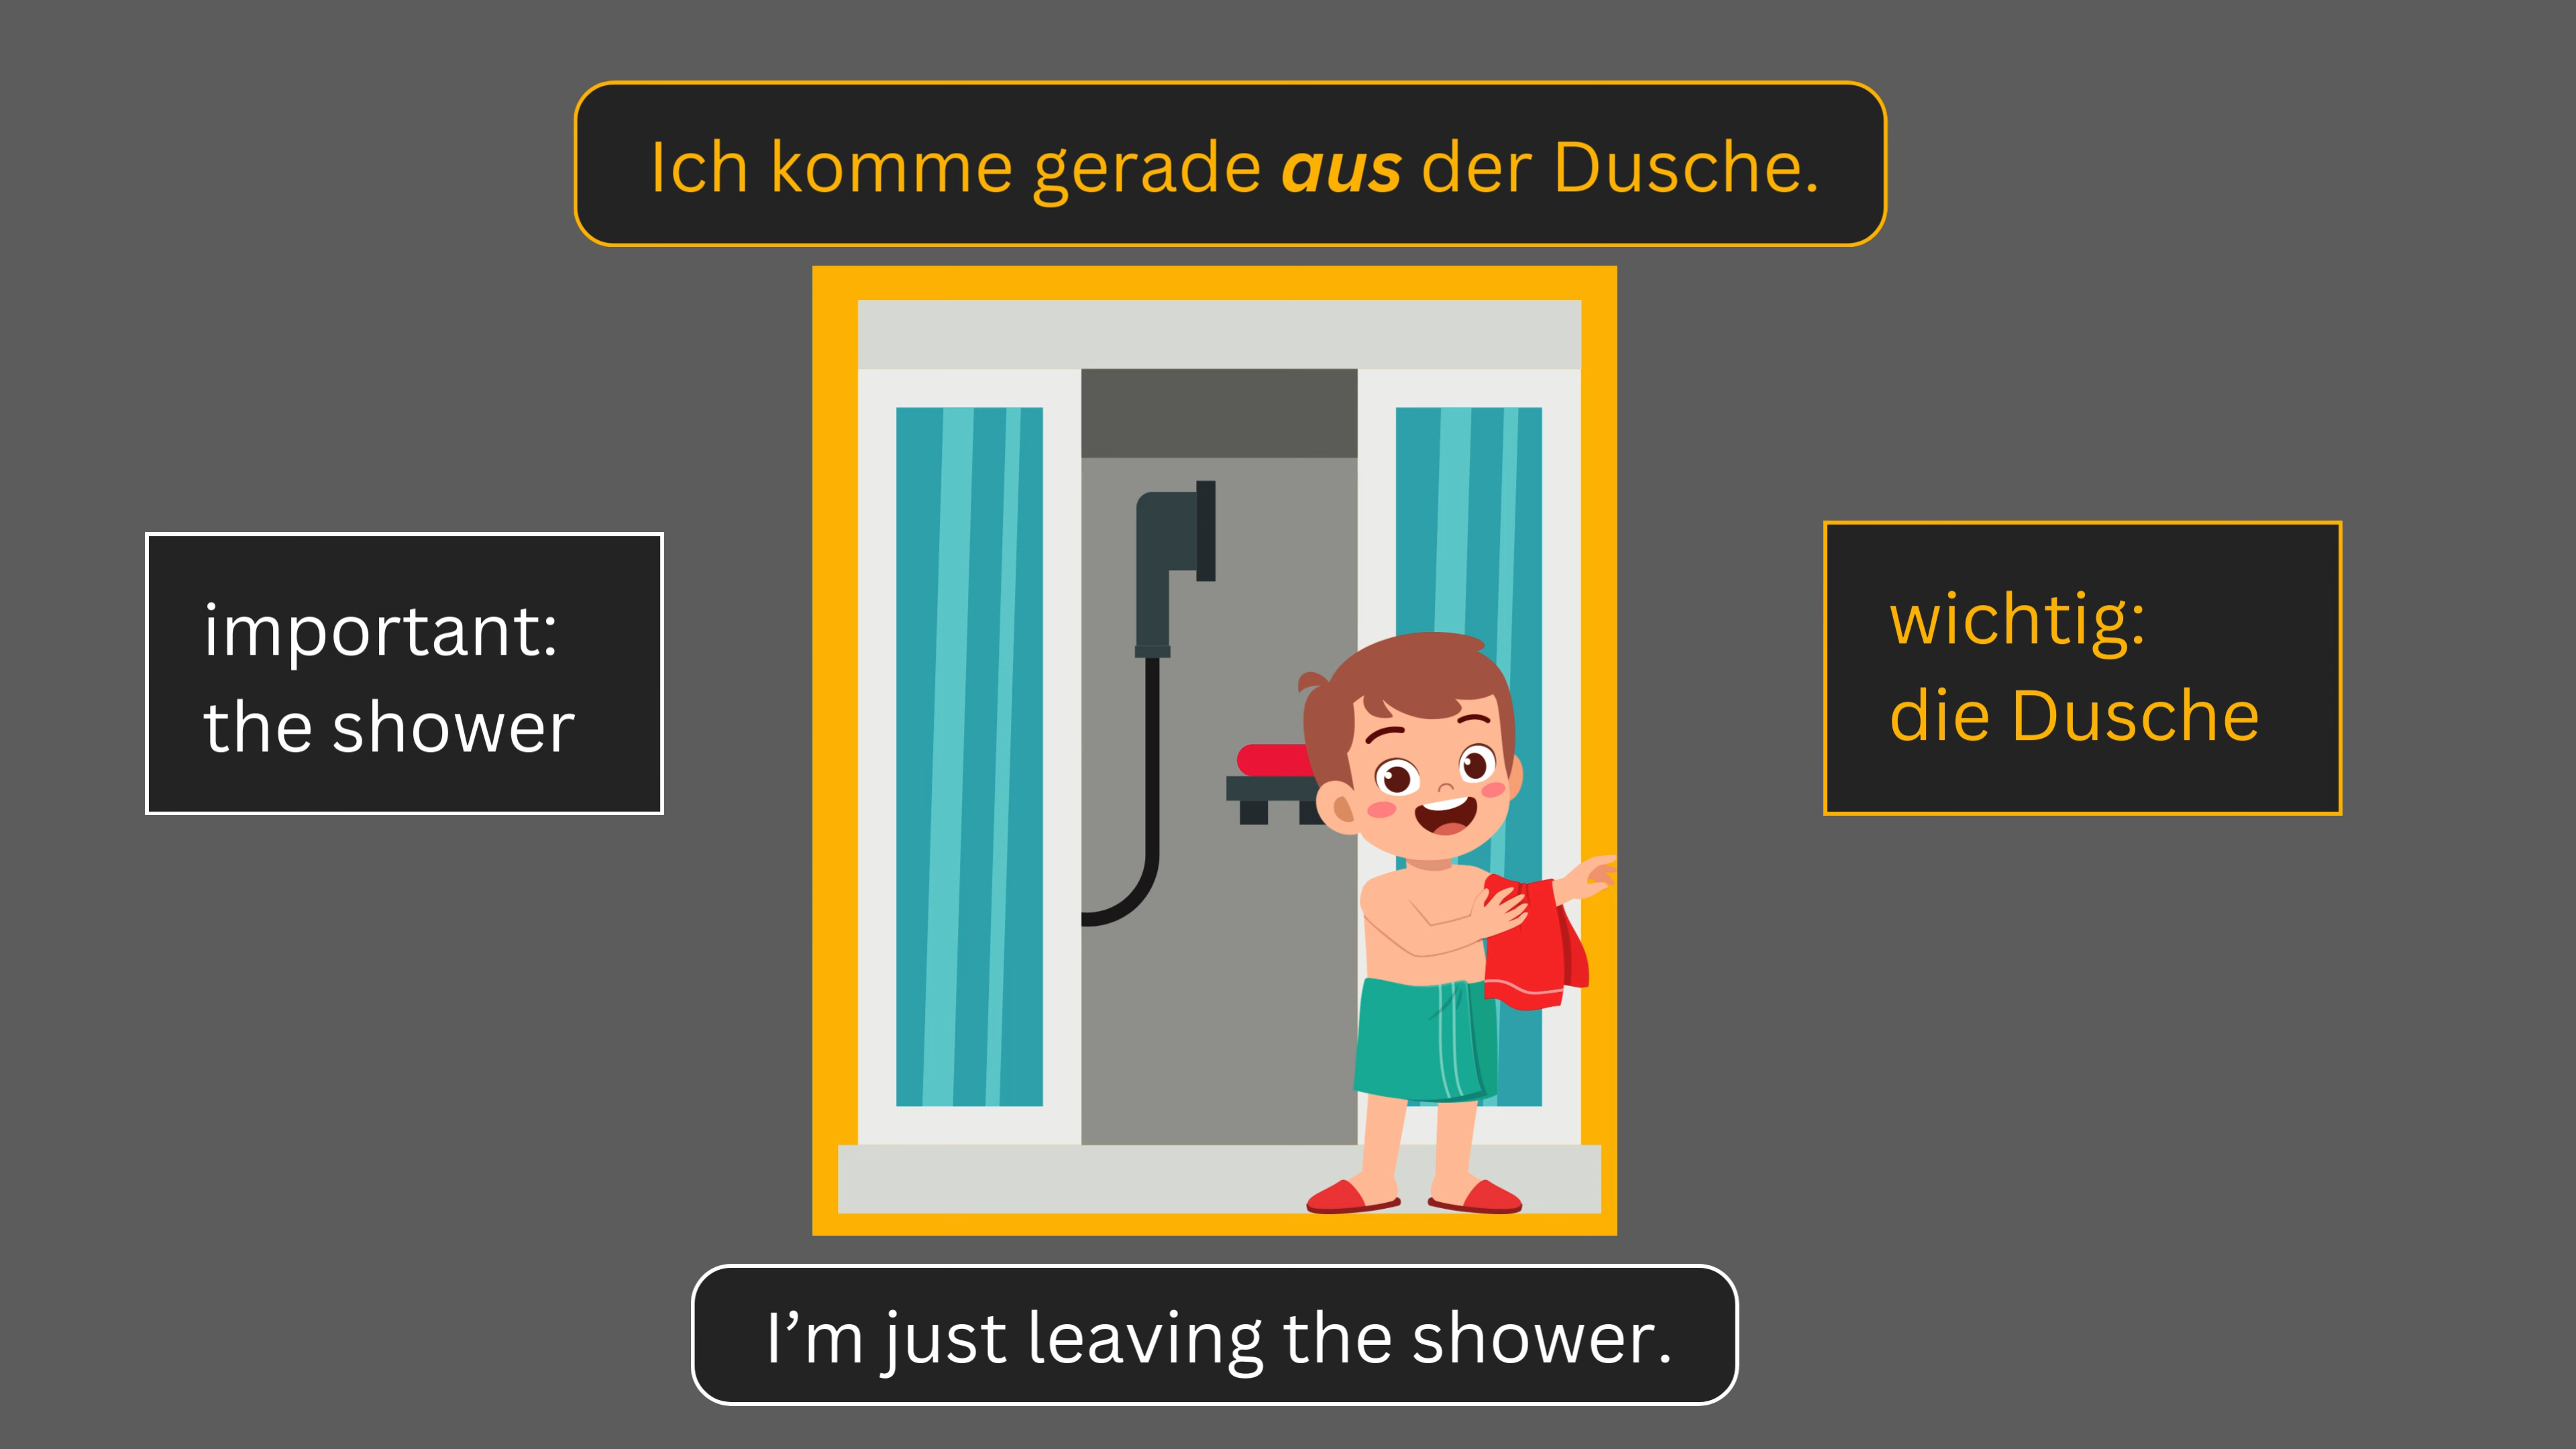 Ich komme gerade aus der Dusche.
important:
the shower
wichtig:
die Dusche
I'm just leaving the shower.